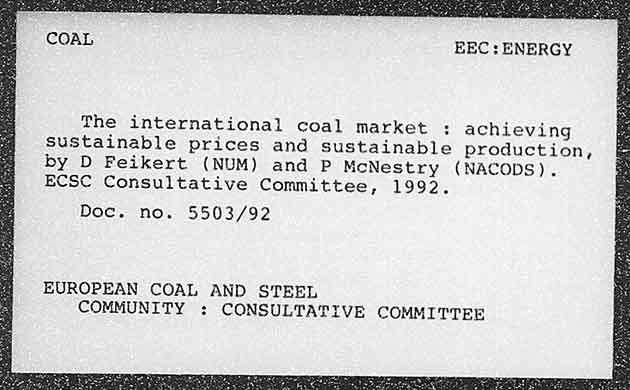 COAL
EEC:ENERGY
The international coal market : achieving
sustainable prices and sustainable production,
by D Feikert (NUM) and P McNestry (NACODS).
ECSC Consultative Committee, 1992.
Doc. no. 5503/92
EUROPEAN COAL AND STEEL
COMMUNITY : CONSULTATIVE COMMITTEE